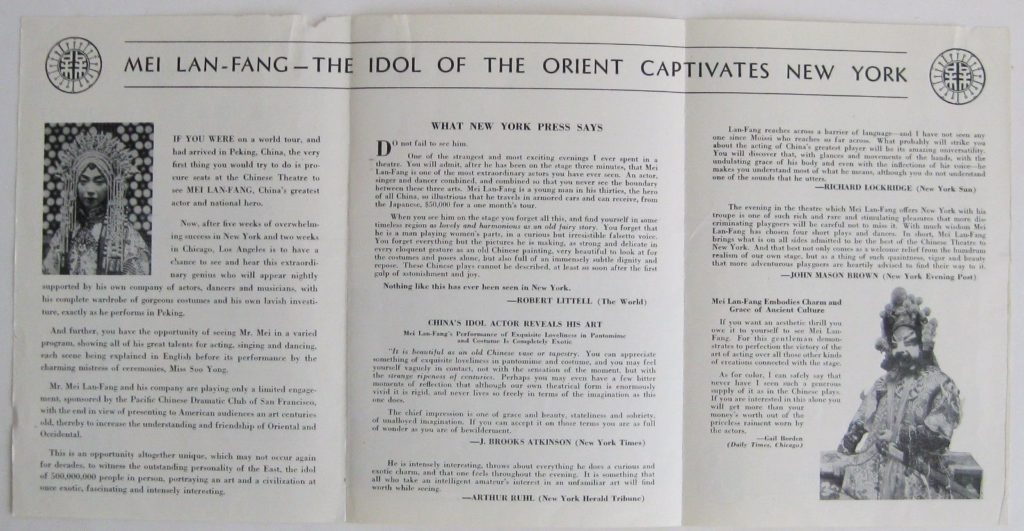 MEI LAN-FANG—THE IDOL OF THE ORIENT CAPTIVATES NEW YORK
IF YOU WERE on a world tour, and
had arrived in Peking, China, the very
first thing you would try to do is pro-
cure seats at the Chinese Theatre to
see MEI LAN-FANG, China's greatest
actor and national hero.
Now, after five weeks of overwhelm-
ing success in New York and two weeks
in Chicago, Los Angeles is to have a
chance to see and hear this extraordi-
nary genius who will appear nightly
supported by his own company of actors, dancers and musicians, with
his complete wardrobe of gorgeous costumes and his own lavish investi-
ture, exactly as he performs in Peking.
And further, you have the opportunity of seeing Mr. Mei in a varied
program, showing all of his great talents for acting, singing and dancing,
each scene being explained in English before its performance by the
charming mistress of ceremonies, Miss Soo Yong.
Mr. Mei Lan-Fang and his company are playing only a limited engage-
ment, sponsored by the Pacific Chinese Dramatic Club of San Francisco,
with the end in view of presenting to American audiences an art centuries
old, thereby to increase the understanding and friendship of Oriental and
Occidental.
This is an opportunity altogether unique, which may not occur again
for decades, to witness the outstanding personality of the East, the idol
of 500,000,000 people in person, portraying an art and a civilization at
once exotic, fascinating and intensely interesting.
WHAT NEW YORK PRESS SAYS
DO not fail to see him.
One of the strangest and most exciting evenings I ever spent in a
theatre. You will admit, after he has been on the stage three minutes, that Mei
Lan-Fang is one of the most extraordinary actors you have ever seen. An actor,
singer and dancer combined, and combined so that you never see the boundary
between these three arts. Mei Lan-Fang is a young man in his thirties, the hero
of all China, so illustrious that he travels in armored cars and can receive, from
the Japanese, $50,000 for a one month's tour.
When you see him on the stage you forget all this, and find yourself in some
timeless region as lovely and harmonious as an old fairy story. You forget that
he is a man playing women's parts, in a curious but irresistible falsetto voice.
You forget everything but the pictures he is making, as strong and delicate in
every eloquent gesture as an old Chinese painting, very beautiful to look at for
the costumes and poses alone, but also full of an immensely subtle dignity and
repose. These Chinese plays cannot be described, at least so soon after the first
gulp of astonishment and joy.
Nothing like this has ever been seen in New York.
—ROBERT LITTELL (The World)
CHINA'S IDOL ACTOR REVEALS HIS ART
Mei Lan-Fang's Performance of Exquisite Loveliness in Pantomime
and Costume Is Completely Exotic
"It is beautiful as an old Chinese vase or tapestry. You can appreciate
something of exquisite loveliness in pantomime and costume, and you may feel
yourself vaguely in contact, not with the sensation of the moment, but with
the strange ripeness of centuries. Perhaps you may even have a few bitter
moments of reflection that although our own theatrical form is enormously
vivid it is rigid, and never lives so freely in terms of the imagination as this
one does.
The chief impression is one of grace and beauty, stateliness and sobriety,
of unalloyed imagination. If you can accept it on those terms you are as full
of wonder as you are of bewilderment.
—J. BROOKS ATKINSON (New York Times)
He is intensely interesting, throws about everything he does a curious and
exotic charm, and that one feels throughout the evening. It is something that
all who take an intelligent amateur's interest in an unfamiliar art will find
worth while seeing.
—ARTHUR RUHL (New York Herald Tribune)
Lan-Fang reaches across a barrier of language—and I have not seen any
one since Moissi who reaches so far across. What probably will strike you
about the acting of China's greatest player will be its amazing universality.
You will discover that, with glances and movements of the hands, with the
undulating grace of his body and even with the inflections of his voice—he
makes you understand most of what he means, although you do not understand
one of the sounds that he utters.
—RICHARD LOCKRIDGE (New York Sun)
The evening in the theatre which Mei Lan-Fang offers New York with his
troupe is one of such rich and rare and stimulating pleasures that more dis-
criminating playgoers will be careful not to miss it. With much wisdom Mei
Lan-Fang has chosen four short plays and dances. In short, Mei Lan-Fang
brings what is on all sides admitted to be the best of the Chinese Theatre to
New York. And that best not only comes as a welcome relief from the humdrum
realism of our own stage, but as a thing of such quaintness, vigor and beauty
that more adventurous playgoers are heartily advised to find their way to it.
—JOHN MASON BROWN (New York Evening Post)
Mei Lan-Fang Embodies Charm and
Grace of Ancient Culture
If you want an aesthetic thrill you
owe it to yourself to see Mei Lan-
Fang. For this gentleman demon-
strates to perfection the victory of the
art of acting over all those other kinds
of creations connected with the stage.
As for color, I can safely say that
never have I seen such a generous
supply of it as in the Chinese plays.
If you are interested in this alone you
will get more than your
money's worth out of the
priceless raiment worn by
the actors.
—Gail Borden
(Daily Times, Chicago)